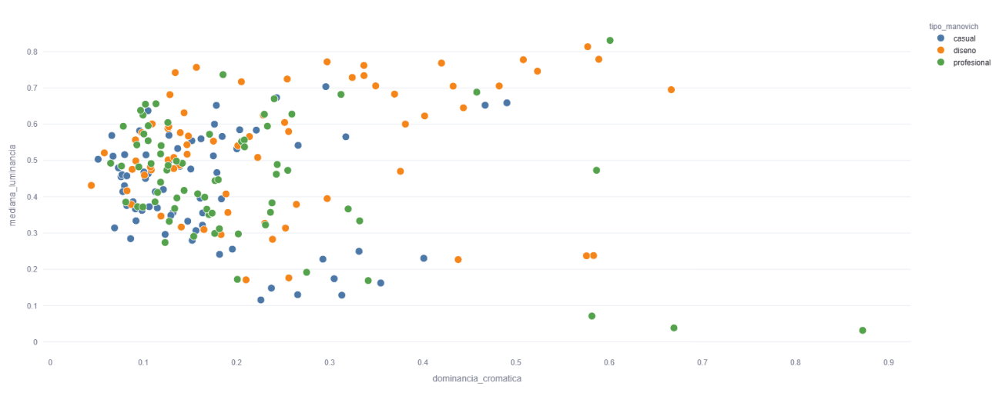 tipo_manovich
casual
diseno
profesional
mediana_luminancia
0.8
0.7
0.6
0.5
0.4
0.3
0.2
0.1
0
0 0.1 0.2 0.3 0.4 0.5 0.6 0.7 0.8 0.9
dominancia_cromatica